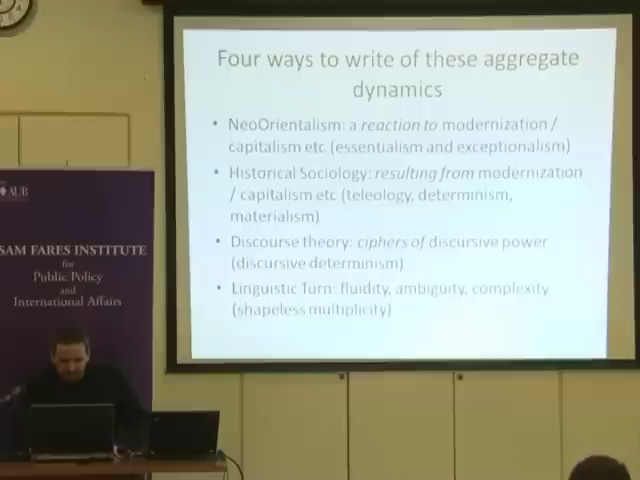 Four ways to write of these aggregate
dynamics
• NeoOrientalism: a reaction to modernization /
capitalism etc (essentialism and exceptionalism)
• Historical Sociology: resulting from modernization
/ capitalism etc (teleology, determinism,
materialism)
• Discourse theory: ciphers of discursive power
(discursive determinism)
• Linguistic Turn: fluidity, ambiguity, complexity
(shapeless multiplicity)
AUB
SAM FARES INSTITUTE
for
Public Policy
and
International Affairs